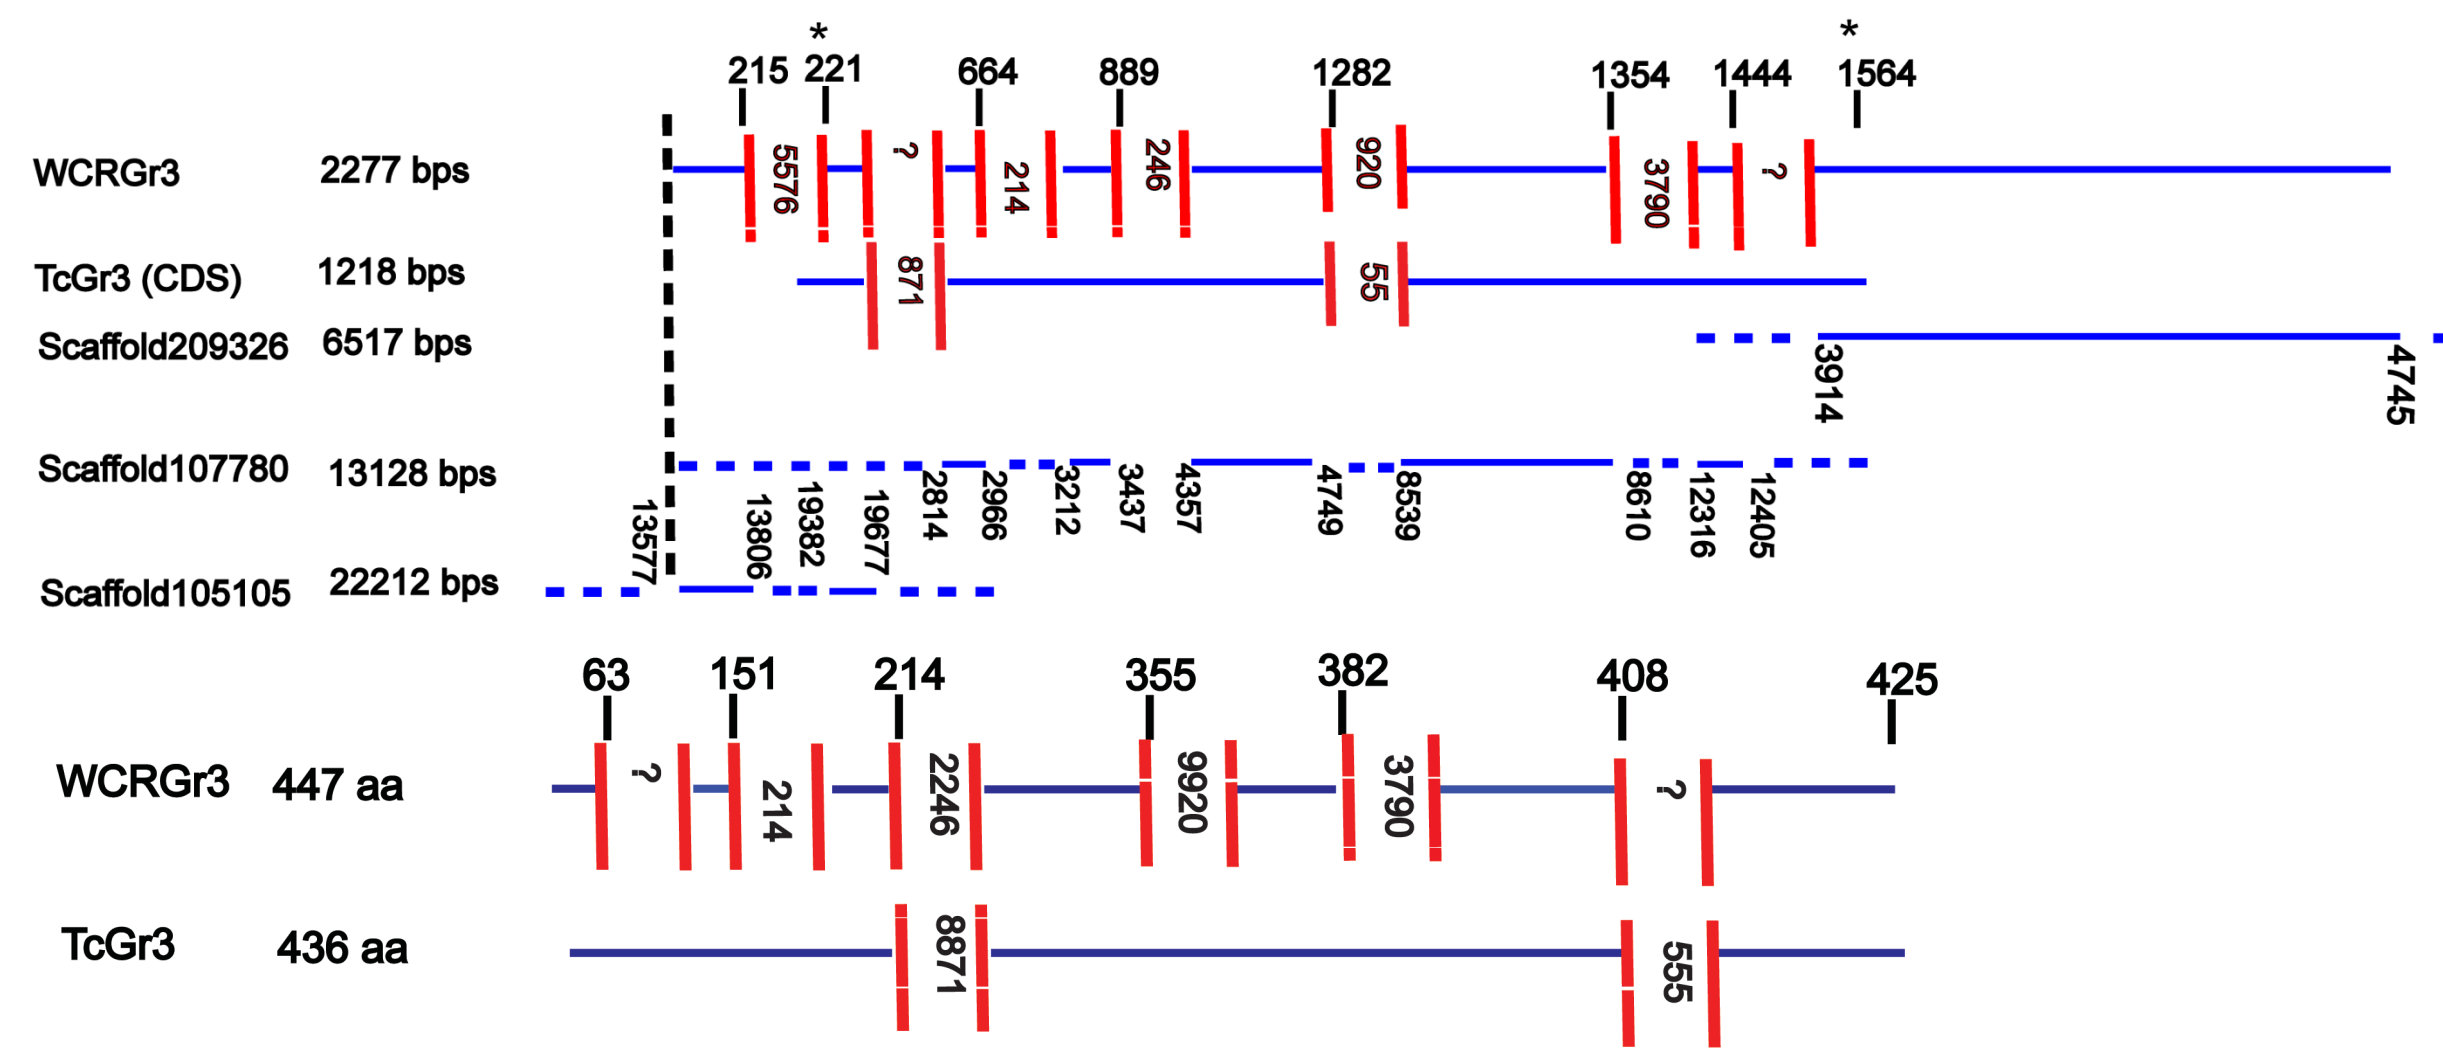 * *
215 221 664 889 1282 1354 1444 1564
WCRGr3 2277 bps 5576 ? 214 246 920 3790 ?
TcGr3 (CDS) 1218 bps 871 55
Scaffold209326 6517 bps 3914 4745
Scaffold107780 13128 bps 2814 2966 3212 3437 4357 4749 8539 8610 12316 12405
Scaffold105105 22212 bps 13577 13806 19382 19677
63 151 214 355 382 408 425
WCRGr3 447 aa ? 214 2246 9920 3790 ?
TcGr3 436 aa 8871 555